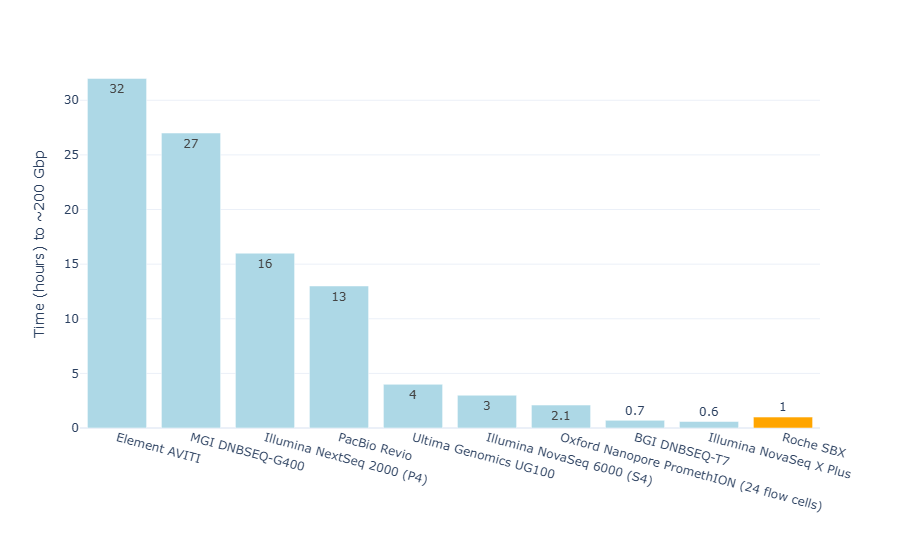 Time (hours) to ~200 Gbp
30
25
20
15
10
5
0
32
27
16
13
4
3
2.1
0.7
0.6
1
Element AVITI
MGI DNBSEQ-G400
Illumina NextSeq 2000 (P4)
PacBio Revio
Ultima Genomics UG100
Illumina NovaSeq 6000 (S4)
Oxford Nanopore PromethION (24 flow cells)
BGI DNBSEQ-T7
Illumina NovaSeq X Plus
Roche SBX